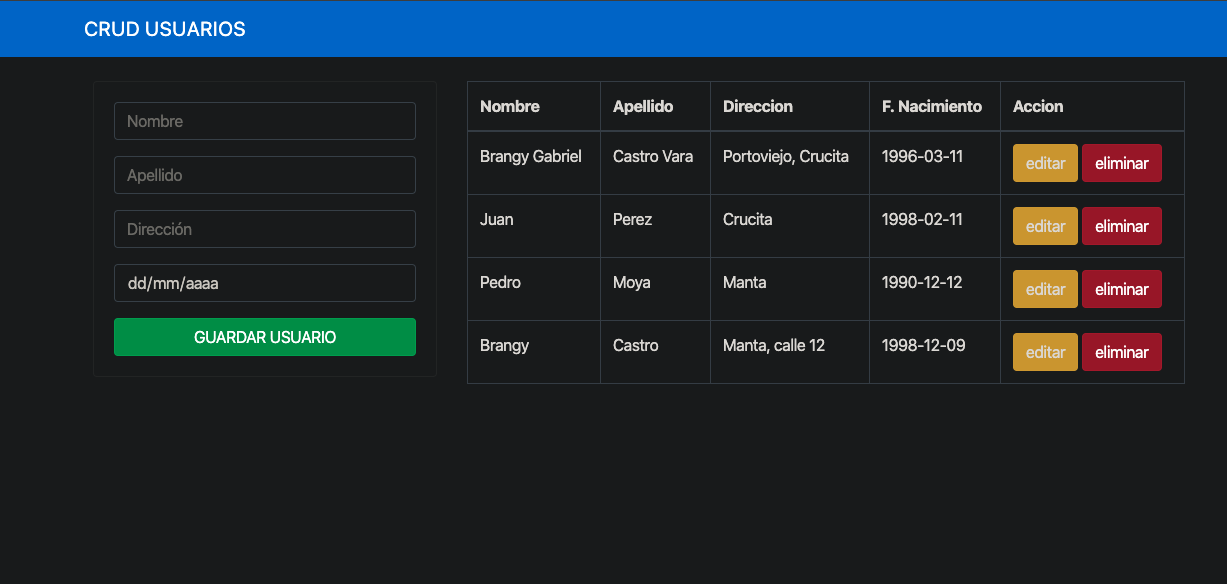 CRUD USUARIOS
Nombre
Apellido
Dirección
dd/mm/aaaa
GUARDAR USUARIO
Nombre Apellido Direccion F. Nacimiento Accion
Brangy Gabriel Castro Vara Portoviejo, Crucita 1996-03-11 editar eliminar
Juan Perez Crucita 1998-02-11 editar eliminar
Pedro Moya Manta 1990-12-12 editar eliminar
Brangy Castro Manta, calle 12 1998-12-09 editar eliminar